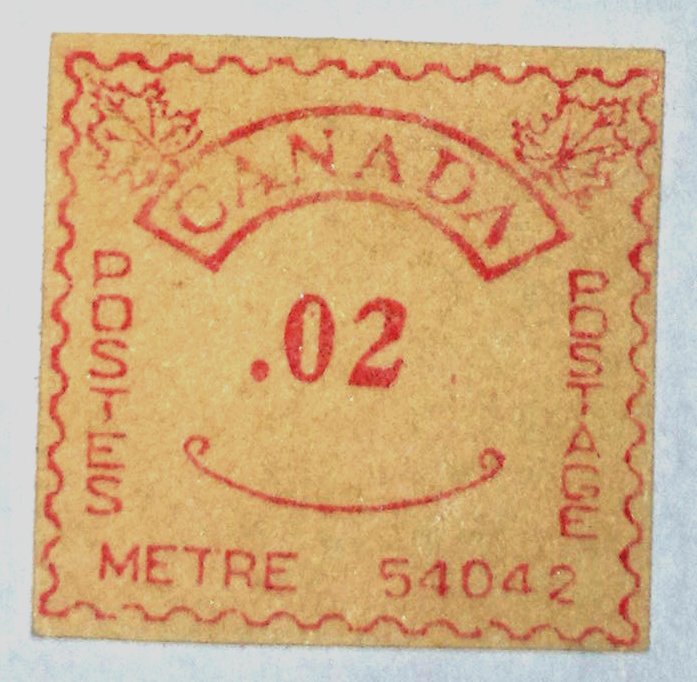 CANADA
POSTES
.02
POSTAGE
METRE 54042